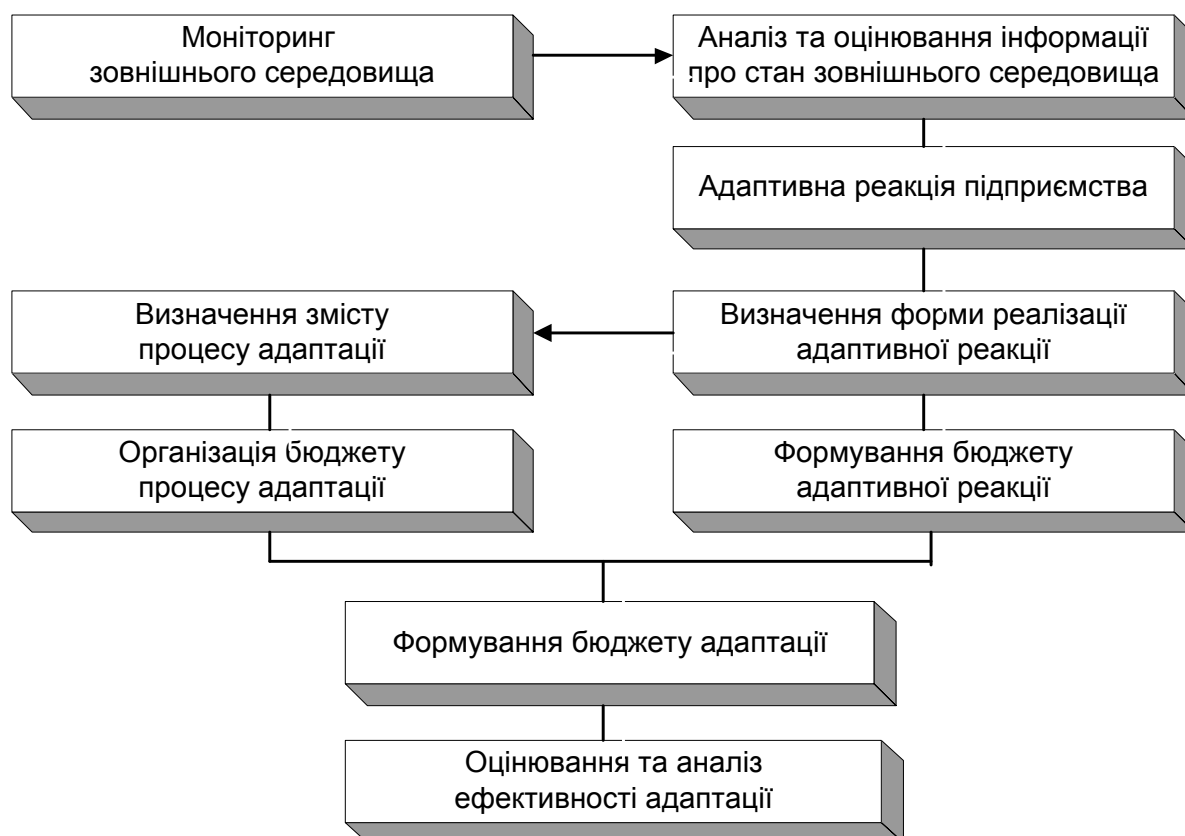 Моніторинг
зовнішнього середовища
Аналіз та оцінювання інформації
про стан зовнішнього середовища
Адаптивна реакція підприємства
Визначення змісту
процесу адаптації
Визначення форми реалізації
адаптивної реакції
Організація бюджету
процесу адаптації
Формування бюджету
адаптивної реакції
Формування бюджету адаптації
Оцінювання та аналіз
ефективності адаптації